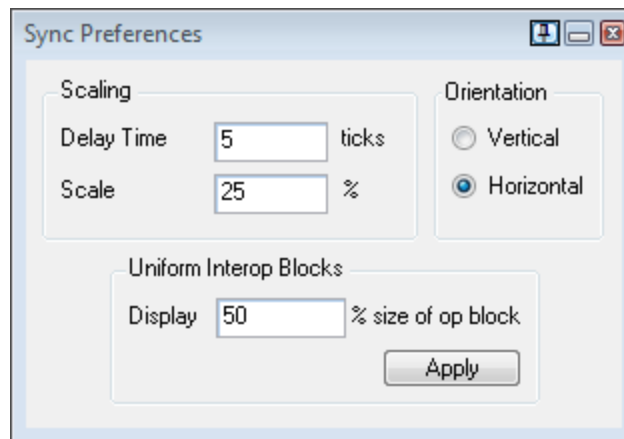 Sync Preferences
Scaling
Delay Time 5 ticks
Scale 25 %
Orientation
Vertical
Horizontal
Uniform Interop Blocks
Display 50 % size of op block
Apply